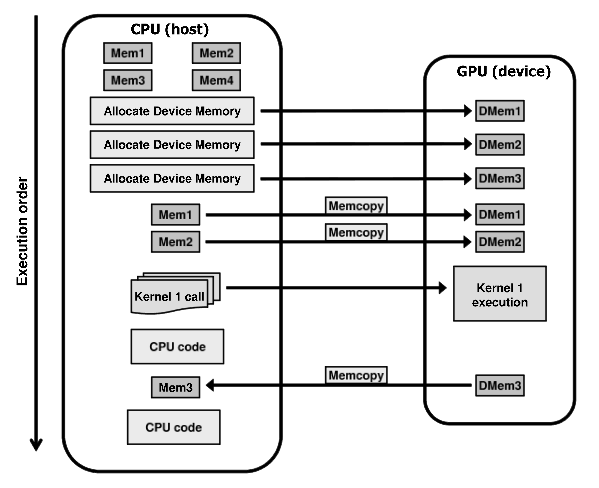 CPU (host)
Mem1 Mem2
Mem3 Mem4
GPU (device)
Allocate Device Memory DMem1
Allocate Device Memory DMem2
Allocate Device Memory DMem3
Mem1 Memcopy DMem1
Mem2 Memcopy DMem2
Kernel 1 call
Kernel 1
execution
CPU code
Mem3 Memcopy DMem3
CPU code
Execution order